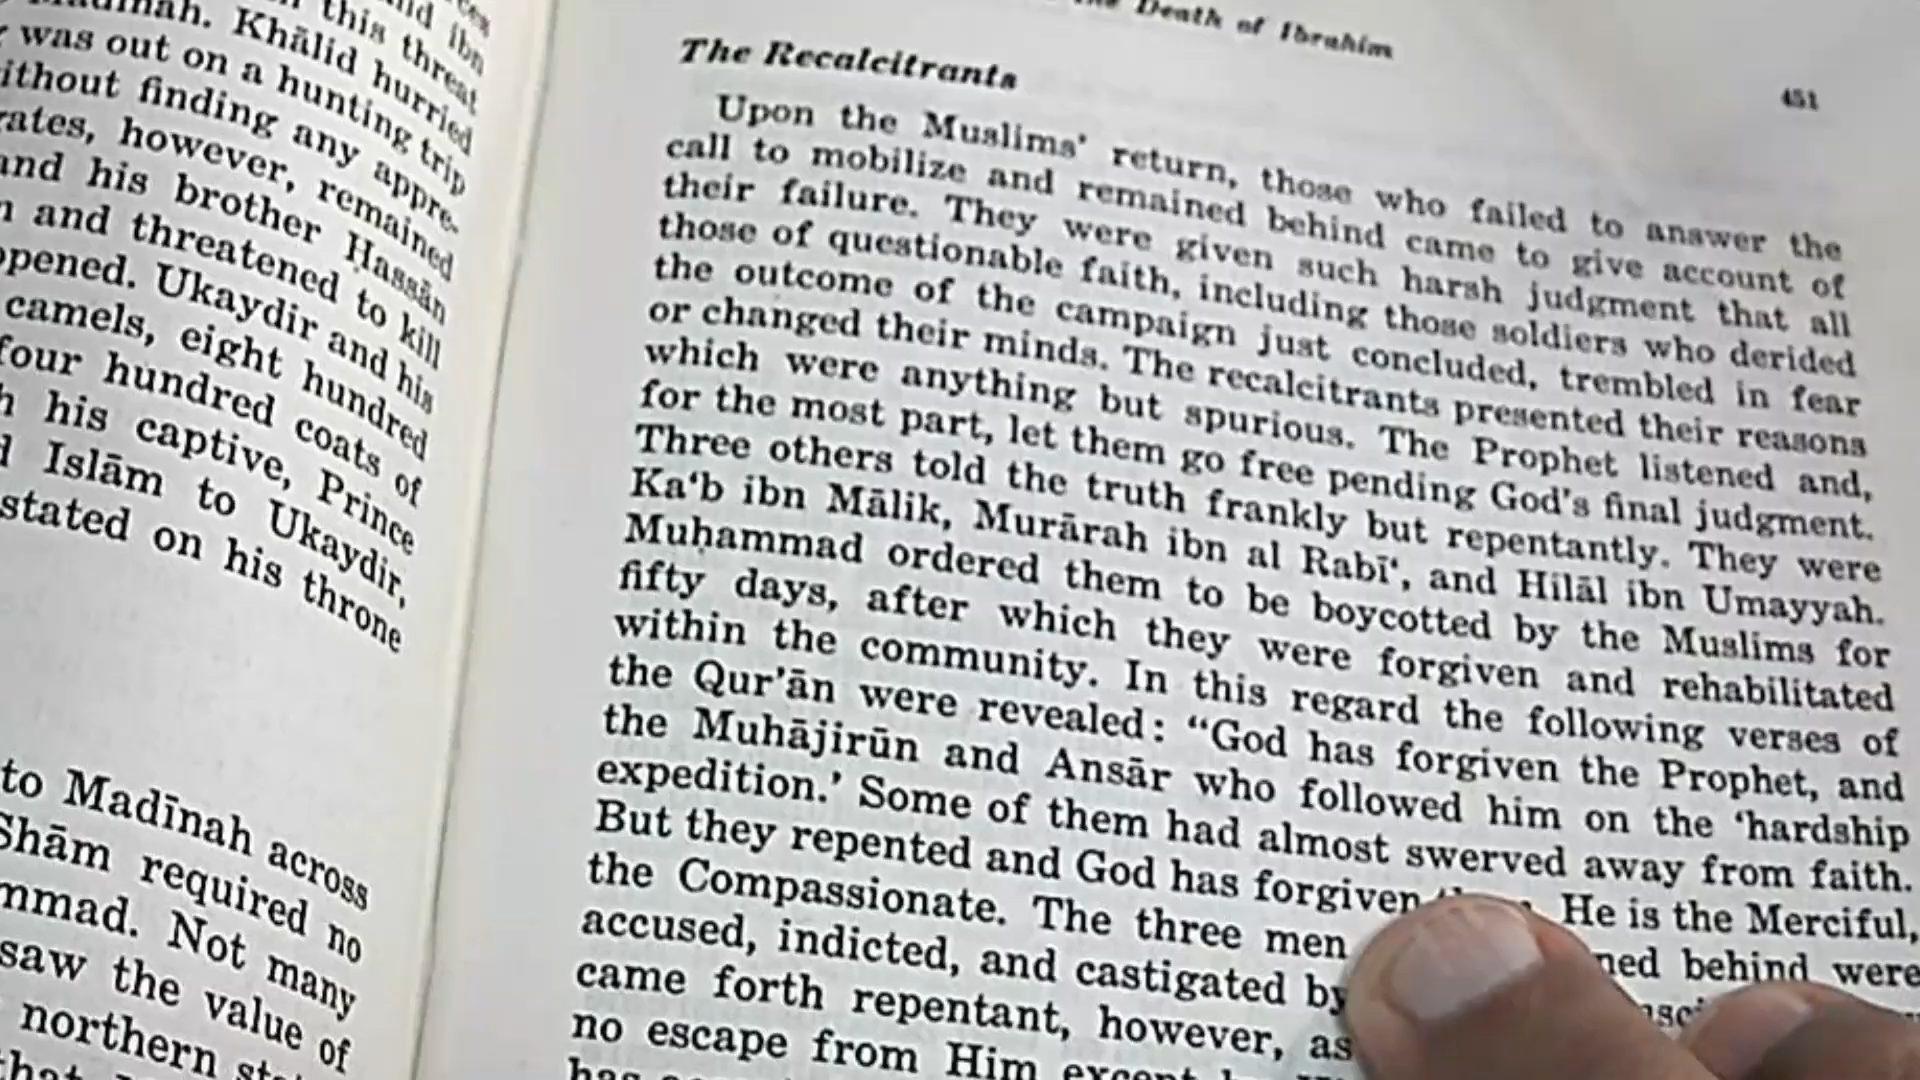 this threat
and ibn
Khālid hurried
was out on a hunting trip
without finding any appre-
however, remained
and his brother Ḥassān
and threatened to kill
Ukaydir and his
camels, eight hundred
four hundred coats of
his captive, Prince
Islām to Ukaydir,
stated on his throne
to Madīnah across
Shām required no
Not many
saw the value of
northern
Death of Ibrahim
451
The Recalcitrants
Upon the Muslims' return, those who failed to answer the
call to mobilize and remained behind came to give account of
their failure. They were given such harsh judgment that all
those of questionable faith, including those soldiers who derided
the outcome of the campaign just concluded, trembled in fear
or changed their minds. The recalcitrants presented their reasons
which were anything but spurious. The Prophet listened and,
for the most part, let them go free pending God's final judgment.
Three others told the truth frankly but repentantly. They were
Ka‘b ibn Mālik, Murārah ibn al Rabī‘, and Hilāl ibn Umayyah.
Muḥammad ordered them to be boycotted by the Muslims for
fifty days, after which they were forgiven and rehabilitated
within the community. In this regard the following verses of
the Qur'ān were revealed: “God has forgiven the Prophet, and
the Muhājirūn and Ansār who followed him on the ‘hardship
expedition.’ Some of them had almost swerved away from faith.
But they repented and God has forgiven He is the Merciful,
the Compassionate. The three men behind were
accused, indicted, and castigated by
came forth repentant, however, as
no escape from Him except